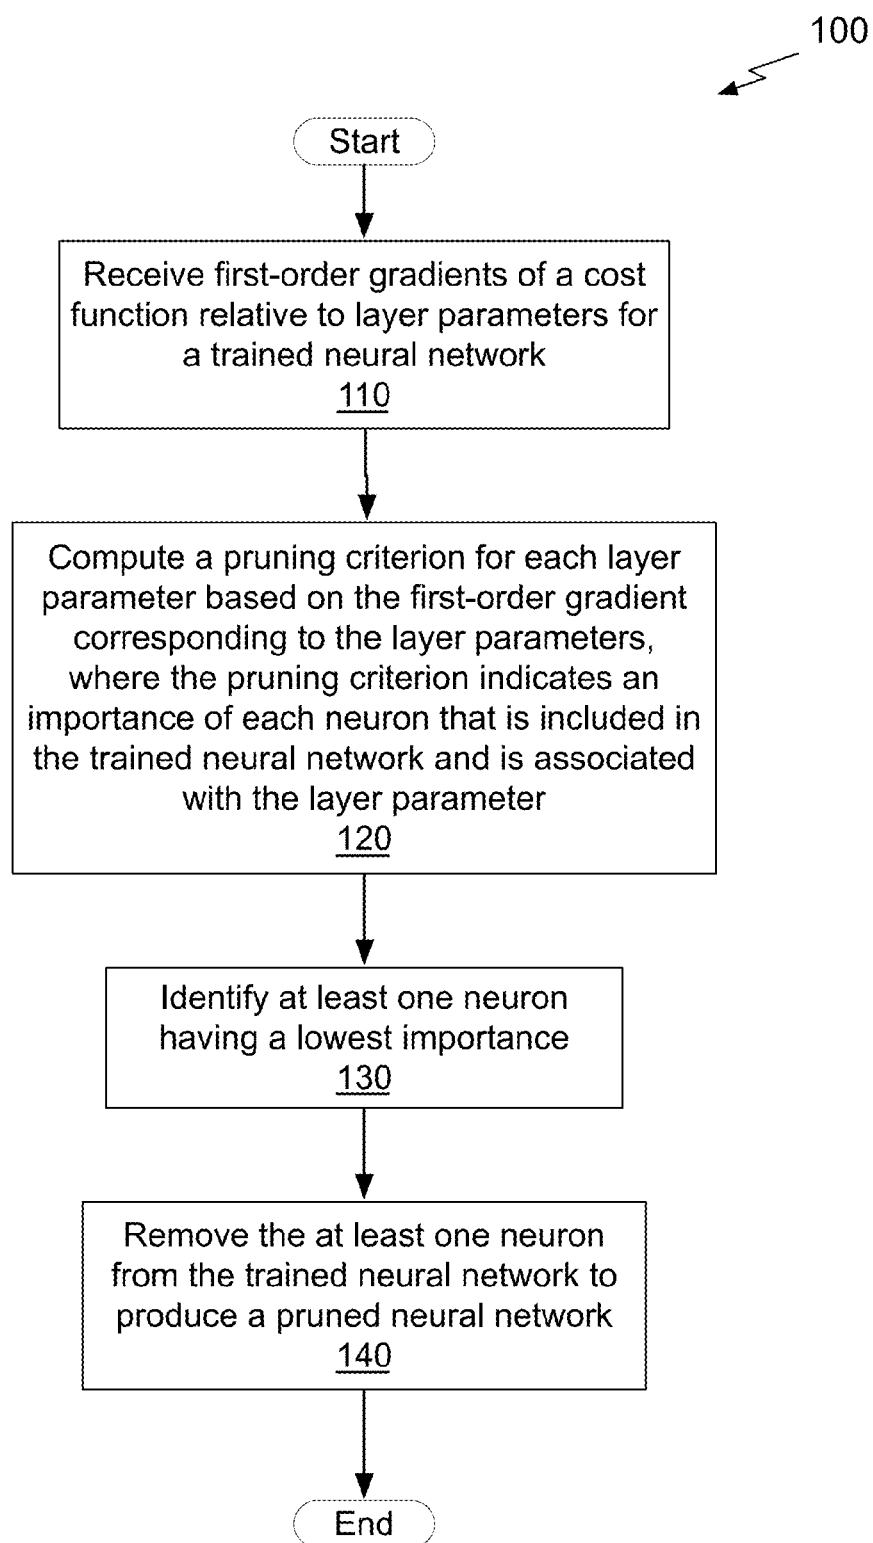 100
Start
Receive first-order gradients of a cost
function relative to layer parameters for
a trained neural network
110
Compute a pruning criterion for each layer
parameter based on the first-order gradient
corresponding to the layer parameters,
where the pruning criterion indicates an
importance of each neuron that is included in
the trained neural network and is associated
with the layer parameter
120
Identify at least one neuron
having a lowest importance
130
Remove the at least one neuron
from the trained neural network to
produce a pruned neural network
140
End